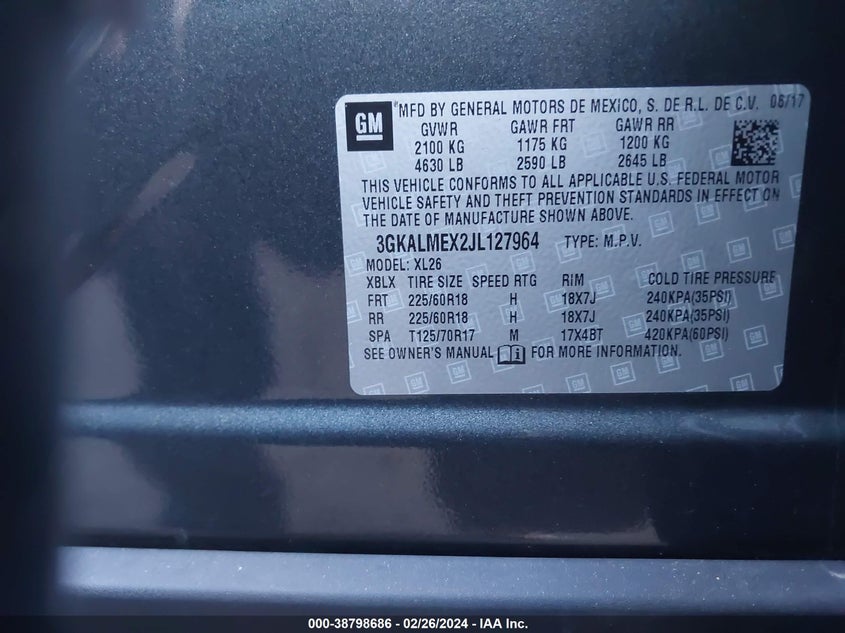 GM
MFD BY GENERAL MOTORS DE MEXICO, S. DE R.L. DE C.V. 08/17
GVWR GAWR FRT GAWR RR
2100 KG 1175 KG 1200 KG
4630 LB 2590 LB 2645 LB
THIS VEHICLE CONFORMS TO ALL APPLICABLE U.S. FEDERAL MOTOR
VEHICLE SAFETY AND THEFT PREVENTION STANDARDS IN EFFECT ON
THE DATE OF MANUFACTURE SHOWN ABOVE.
3GKALMEX2JL127964 TYPE: M.P.V.
MODEL: XL26
XBLX TIRE SIZE SPEED RTG RIM COLD TIRE PRESSURE
FRT 225/60R18 H 18X7J 240KPA(35PSI)
RR 225/60R18 H 18X7J 240KPA(35PSI)
SPA T125/70R17 M 17X4BT 420KPA(60PSI)
SEE OWNER'S MANUAL FOR MORE INFORMATION.
000-38798686 - 02/26/2024 - IAA Inc.